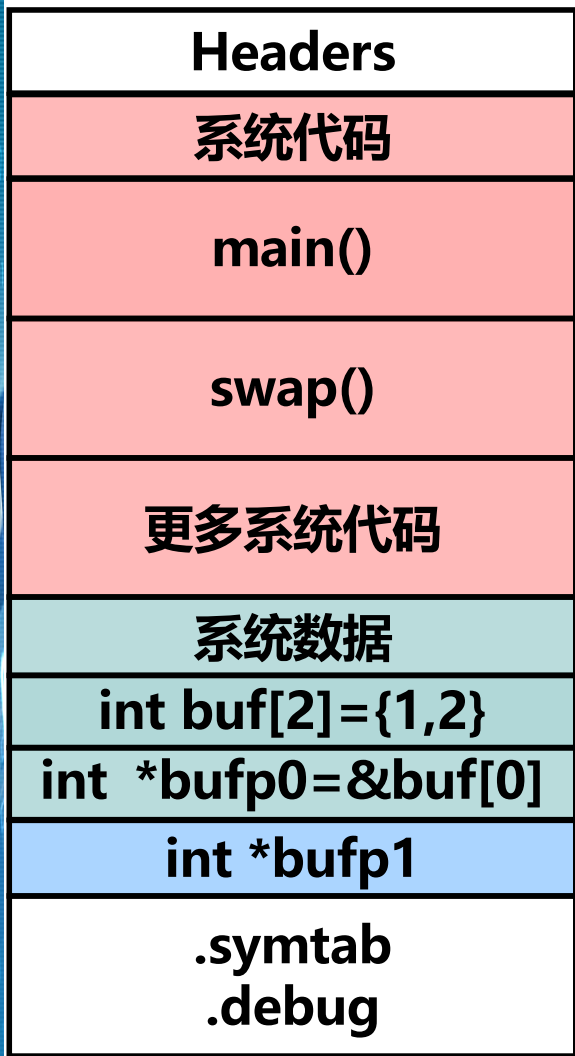 Headers
系统代码
main()
swap()
更多系统代码
系统数据
int buf[2]={1,2}
int *bufp0=&buf[0]
int *bufp1
.symtab
.debug